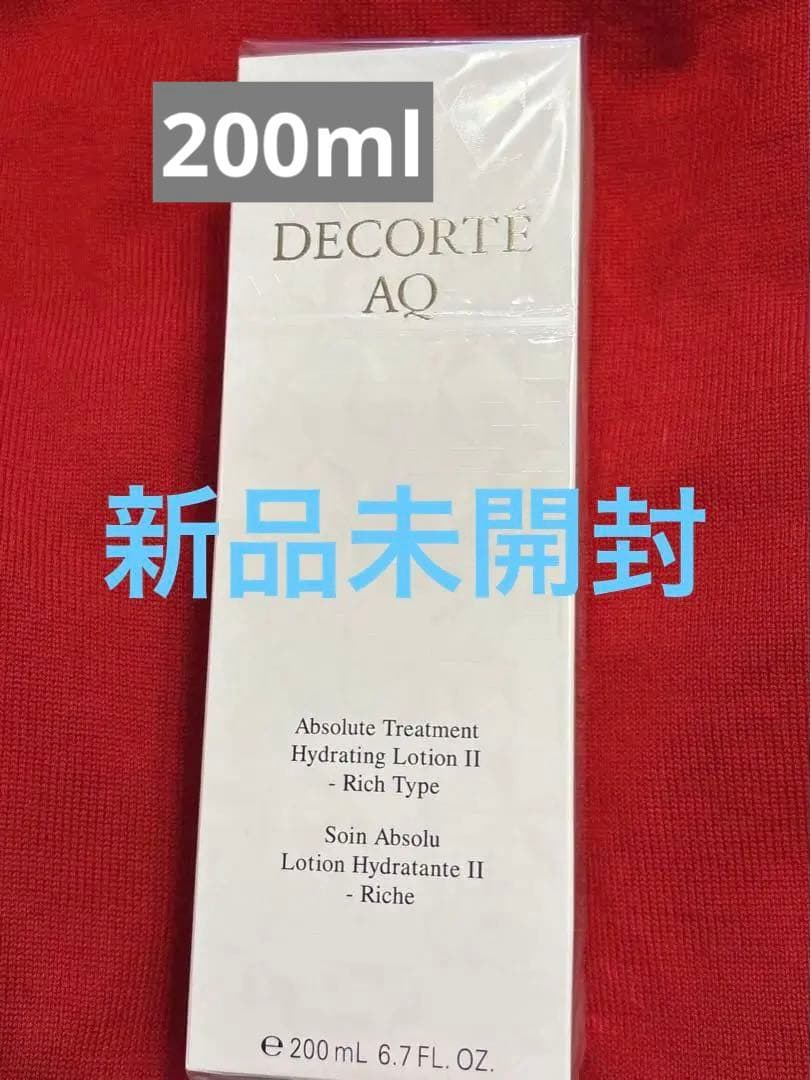 200ml
DECORTÉ
AQ
新品未開封
Absolute Treatment
Hydrating Lotion II
- Rich Type
Soin Absolu
Lotion Hydratante II
- Riche
℮ 200 mL 6.7 FL. OZ.